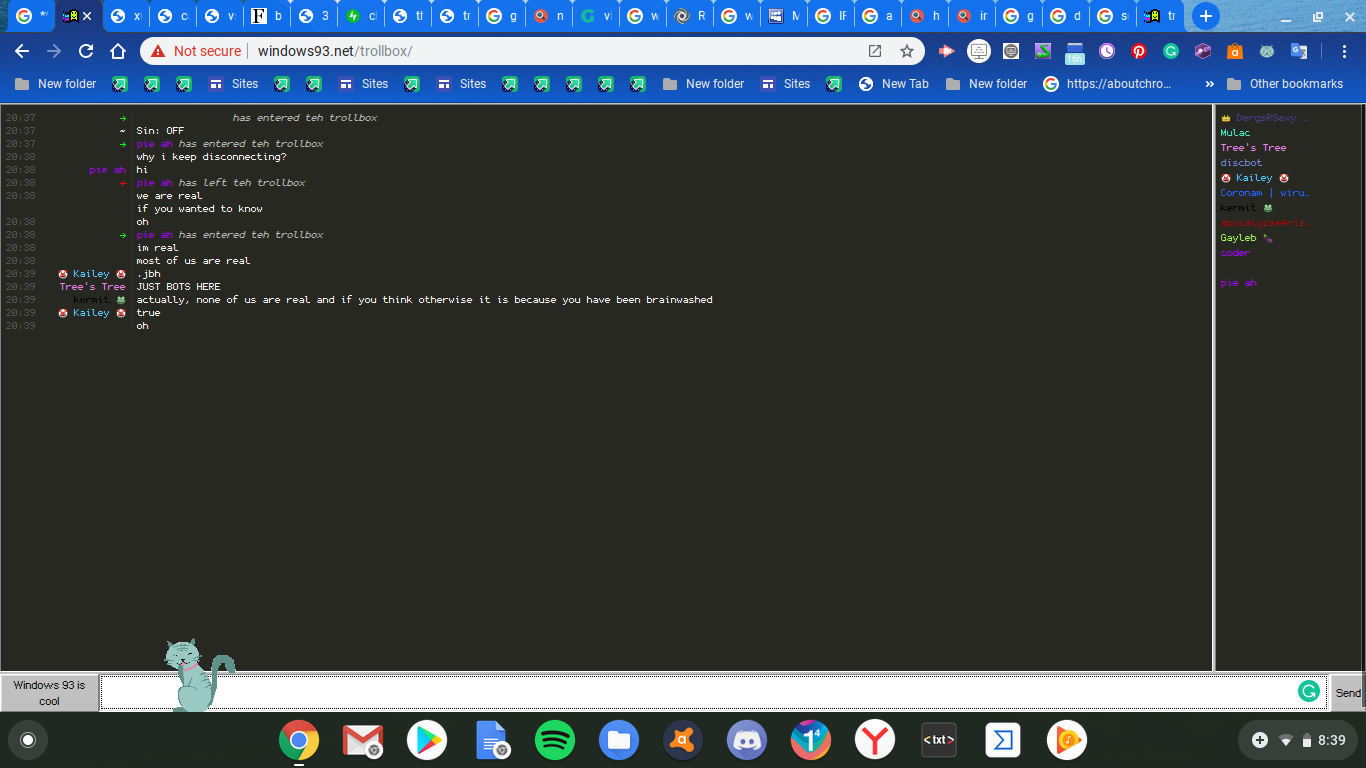 Not secure windows93.net/trollbox/
16h
New folder Sites Sites Sites New folder Sites New Tab New folder https://aboutchro... » Other bookmarks
20:37 → has entered teh trollbox
20:37 ~ Sin: OFF
20:37 → pie ah has entered teh trollbox
20:38 why i keep disconnecting?
20:38 pie ah hi
20:38 ← pie ah has left teh trollbox
20:38 we are real
if you wanted to know
20:38 oh
20:38 → pie ah has entered teh trollbox
20:38 im real
20:38 most of us are real
20:39 Kailey .jbh
20:39 Tree's Tree JUST BOTS HERE
20:39 kermit actually, none of us are real and if you think otherwise it is because you have been brainwashed
20:39 Kailey true
20:39 oh
DergsRSexy …
Mulac
Tree's Tree
discbot
Kailey
Coronam | wiru…
kermit
apocalypseAris…
Gayleb
coder
pie ah
Windows 93 is
cool
Send
<txt>
8:39